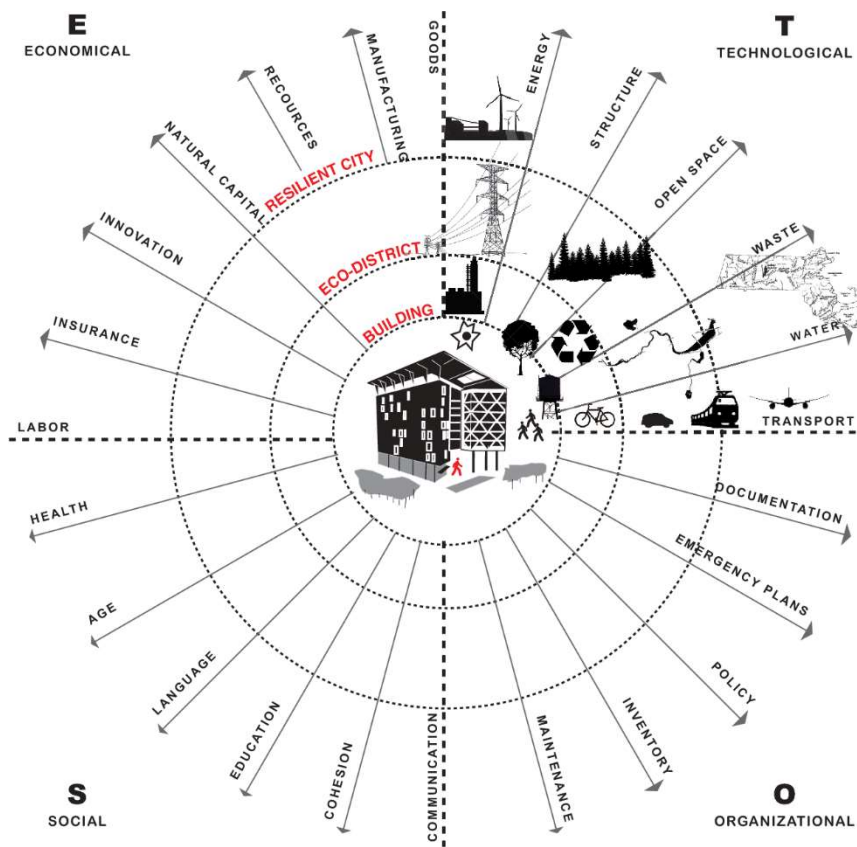 E
ECONOMICAL
T
TECHNOLOGICAL
GOODS
MANUFACTURING
RECOURCES
NATURAL CAPITAL
INNOVATION
INSURANCE
LABOR
ENERGY
STRUCTURE
OPEN SPACE
WASTE
WATER
TRANSPORT
RESILIENT CITY
ECO-DISTRICT
BUILDING
HEALTH
AGE
LANGUAGE
EDUCATION
COHESION
COMMUNICATION
MAINTENANCE
INVENTORY
POLICY
EMERGENCY PLANS
DOCUMENTATION
S
SOCIAL
O
ORGANIZATIONAL